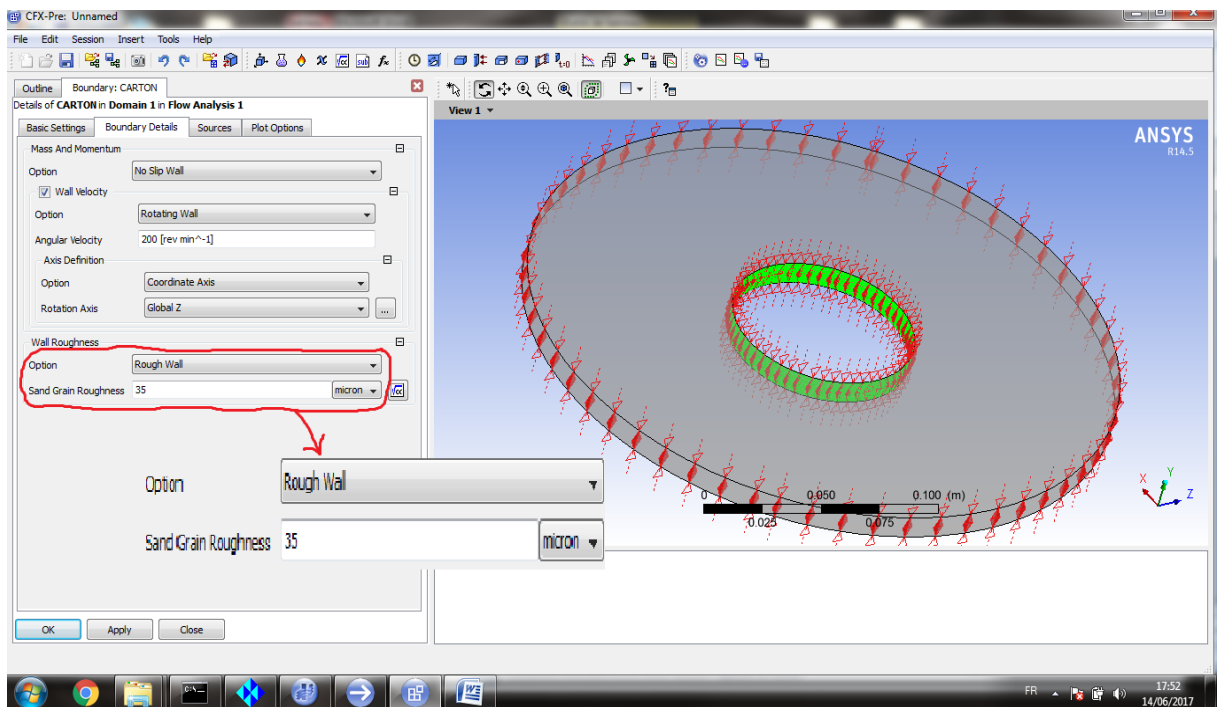 CFX-Pre: Unnamed
File Edit Session Insert Tools Help
Outline Boundary: CARTON
Details of CARTON in Domain 1 in Flow Analysis 1
Basic Settings Boundary Details Sources Plot Options
Mass And Momentum
Option No Slip Wall
Wall Velocity
Option Rotating Wall
Angular Velocity 200 [rev min^-1]
Axis Definition
Option Coordinate Axis
Rotation Axis Global Z ...
Wall Roughness
Option Rough Wall
Sand Grain Roughness 35 micron
Option Rough Wall
Sand Grain Roughness 35 micron
OK Apply Close
View 1
ANSYS
R14.5
0 0.050 0.100 (m)
0.025 0.075
X Y Z
FR 17:52
14/06/2017